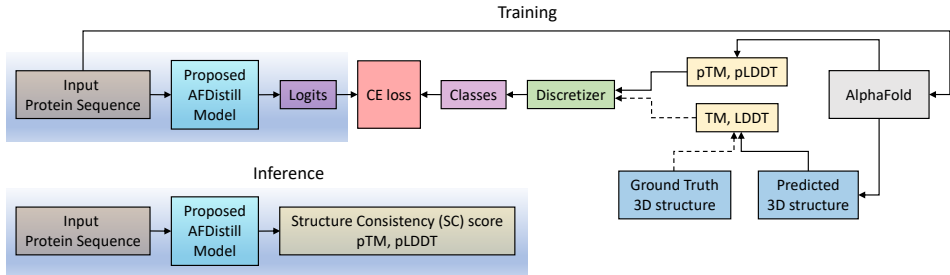 Training
Input
Protein Sequence
Proposed
AFDistill
Model
Logits
CE loss
Classes
Discretizer
pTM, pLDDT
TM, LDDT
AlphaFold
Ground Truth
3D structure
Predicted
3D structure
Inference
Input
Protein Sequence
Proposed
AFDistill
Model
Structure Consistency (SC) score
pTM, pLDDT